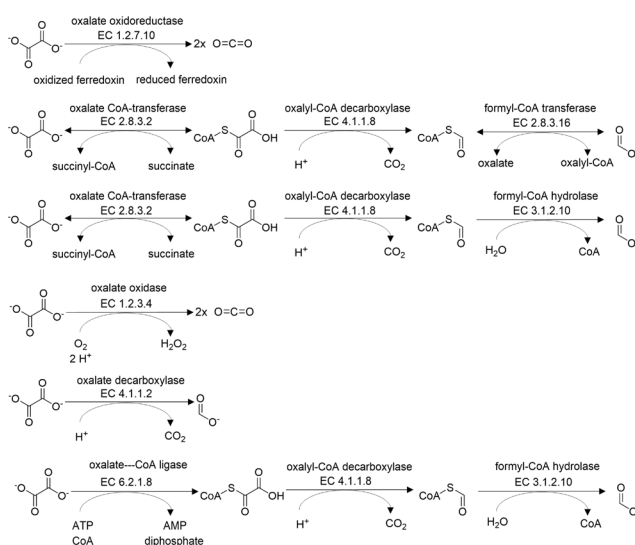 oxalate oxidoreductase
EC 1.2.7.10
⁻O O O O⁻ 2x O=C=O
oxidized ferredoxin reduced ferredoxin
oxalate CoA-transferase oxalyl-CoA decarboxylase formyl-CoA transferase
EC 2.8.3.2 EC 4.1.1.8 EC 2.8.3.16
⁻O O O O⁻ CoA S O O OH CoA S O O O
succinyl-CoA succinate H⁺ CO₂ oxalate oxalyl-CoA
oxalate CoA-transferase oxalyl-CoA decarboxylase formyl-CoA hydrolase
EC 2.8.3.2 EC 4.1.1.8 EC 3.1.2.10
⁻O O O O⁻ CoA S O O OH CoA S O O O
succinyl-CoA succinate H⁺ CO₂ H₂O CoA
oxalate oxidase
EC 1.2.3.4
⁻O O O O⁻ 2x O=C=O
O₂ H₂O₂
2 H⁺
oxalate decarboxylase
EC 4.1.1.2
⁻O O O O⁻ O O⁻
H⁺ CO₂
oxalate---CoA ligase oxalyl-CoA decarboxylase formyl-CoA hydrolase
EC 6.2.1.8 EC 4.1.1.8 EC 3.1.2.10
⁻O O O O⁻ CoA S O O OH CoA S O O O
ATP AMP H⁺ CO₂ H₂O CoA
CoA diphosphate